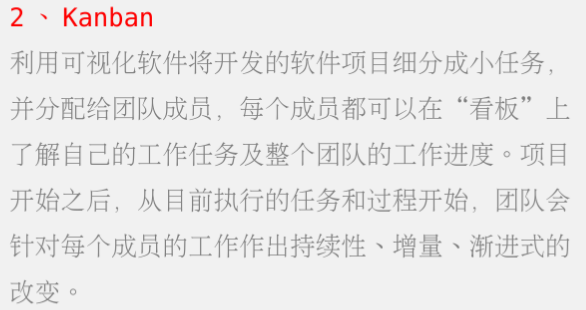 2、Kanban
利用可视化软件将开发的软件项目细分成小任务，
并分配给团队成员，每个成员都可以在“看板”上
了解自己的工作任务及整个团队的工作进度。项目
开始之后，从目前执行的任务和过程开始，团队会
针对每个成员的工作作出持续性、增量、渐进式的
改变。